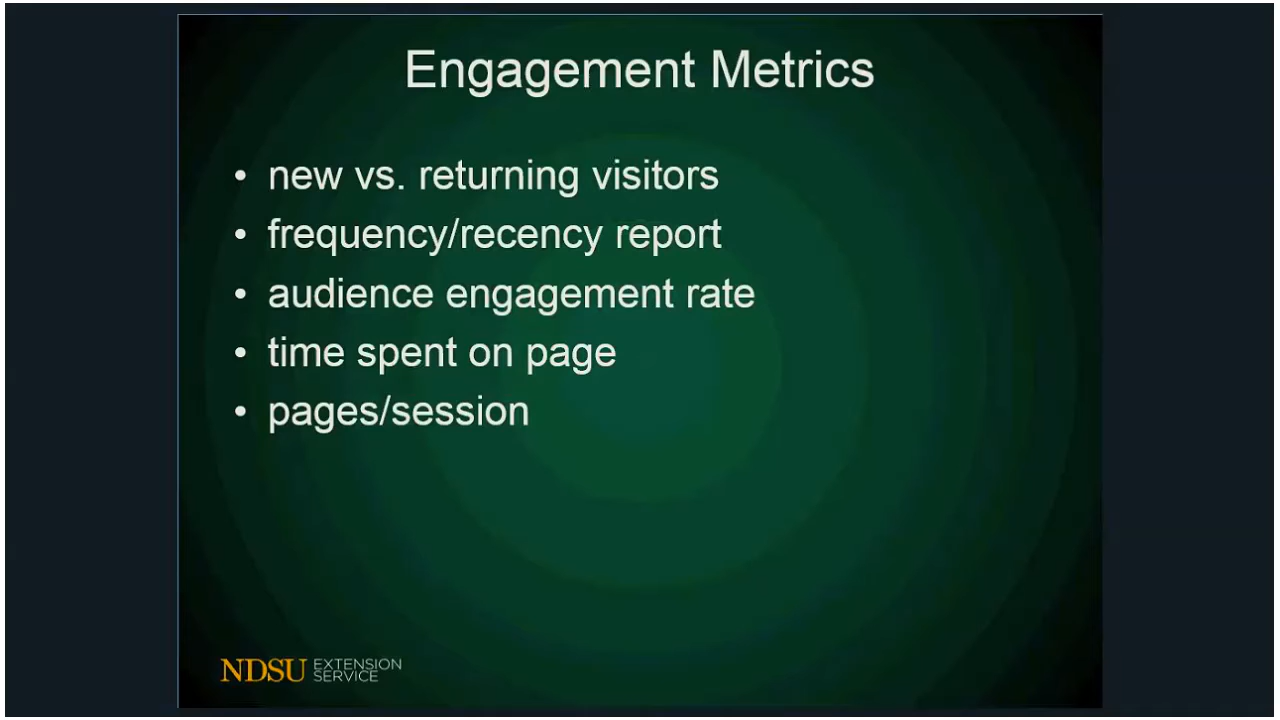 Engagement Metrics
• new vs. returning visitors
• frequency/recency report
• audience engagement rate
• time spent on page
• pages/session
NDSU EXTENSION
SERVICE